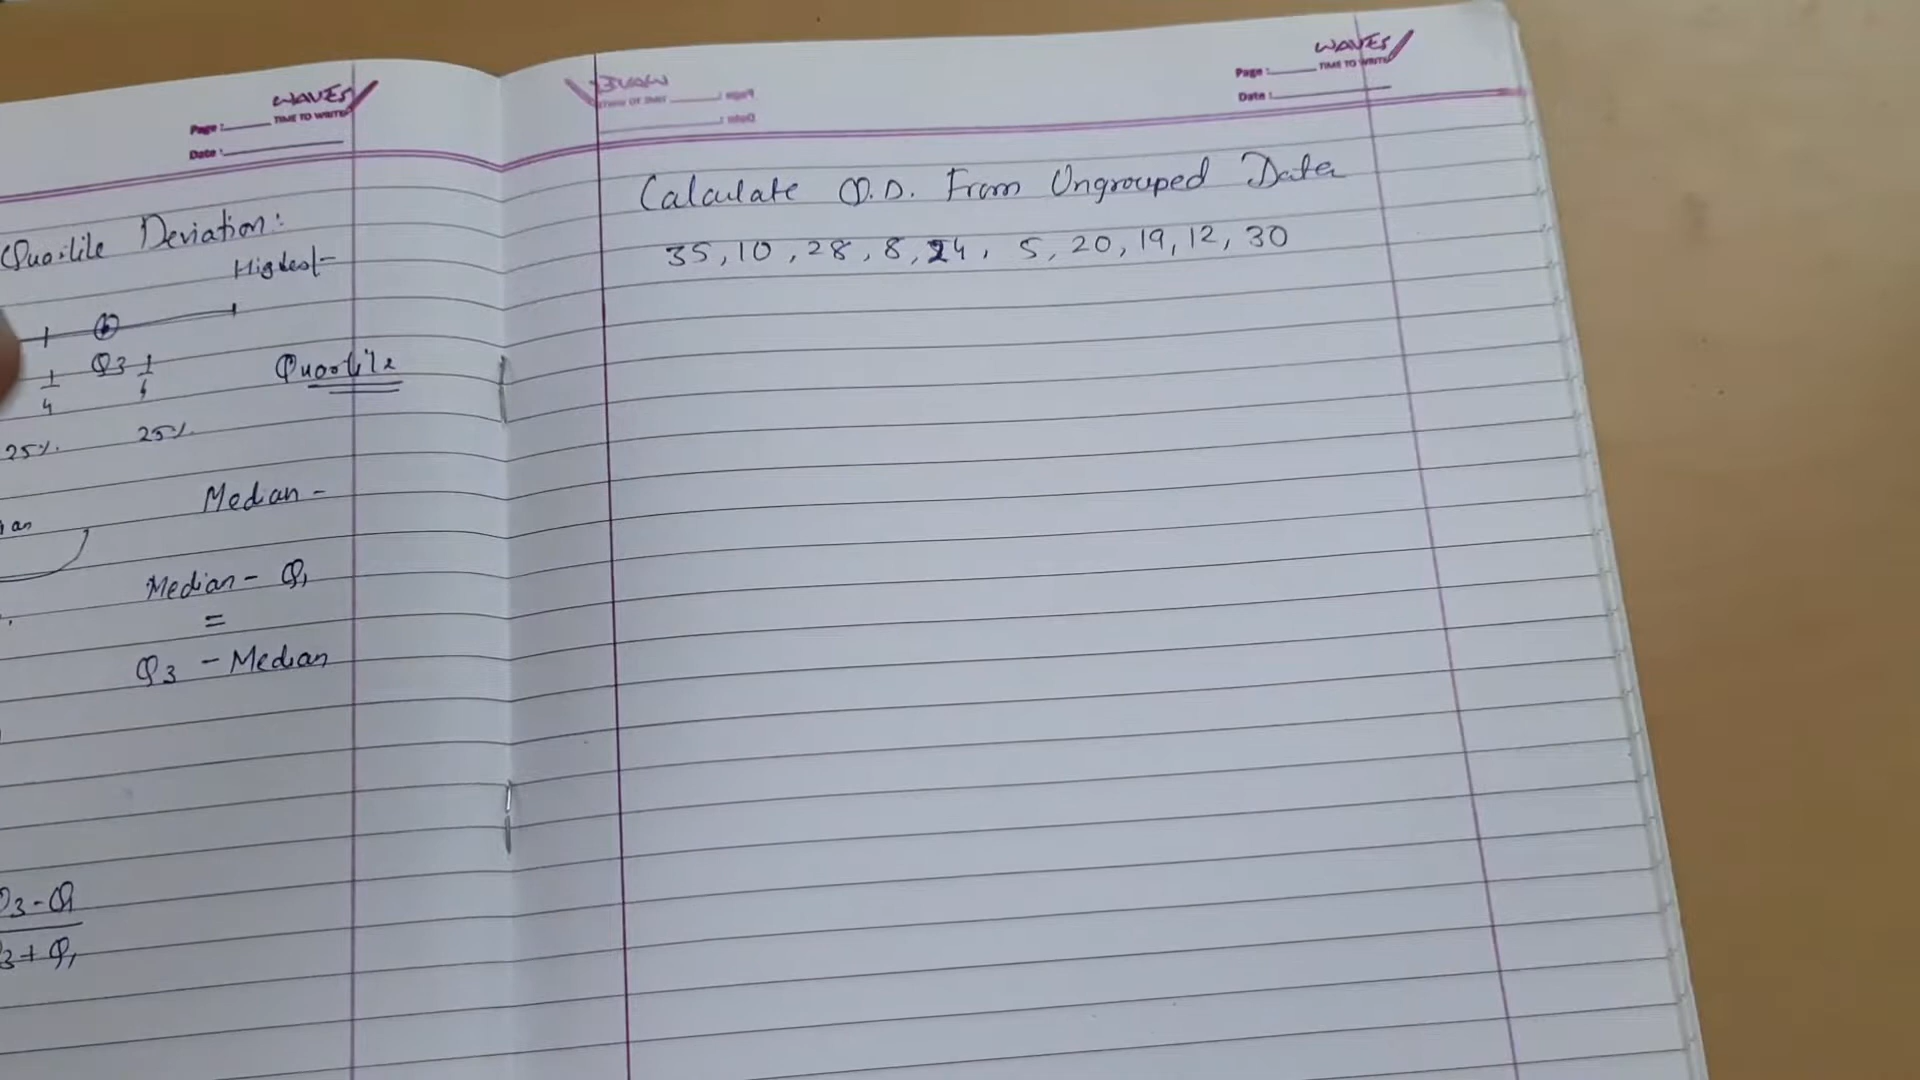 WAVES
Page : TIME TO WRITE
Date :
Quartile Deviation:
Highest
Q3
1/4
1/4
25%.
25%.
Quartile
Median -
Median - Q1
=
Q3 - Median
Q3 - Q1
3 + Q1
WAVES
Page : TIME TO WRITE
Date :
Calculate Q.D. From Ungrouped Data
35, 10, 28, 8, 24, 5, 20, 19, 12, 30